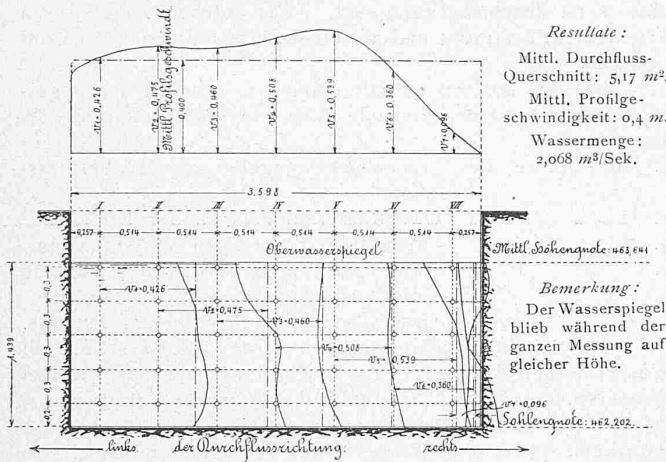 Resultate :
Mittl. Durchfluss-
Querschnitt : 5,17 m²
Mittl. Profilge-
schwindigkeit : 0,4 m.
Wassermenge :
2,068 m³/Sek.
v1 = 0,426
v2 = 0,475
Mittl Profilsgeschwindt
0,400
v3 = 0,460
v4 = 0,508
v5 = 0,539
v6 = 0,360
v7 = 0,096
3,598
I II III IV V VI VII
0,257 0,514 0,514 0,514 0,514 0,514 0,514 0,257
Oberwasserspiegel
Mittl. Höhenquote: 463,641
v1=0,426
v2=0,475
v3=0,460
v4=0,508
v5=0,539
v6=0,360
v7=0,096
1,439
0,3
0,3
0,3
0,3
0,2
Bemerkung :
Der Wasserspiegel
blieb während der
ganzen Messung auf
gleicher Höhe.
Sohlenquote: 462,202.
links. der Durchflussrichtung: rechts.